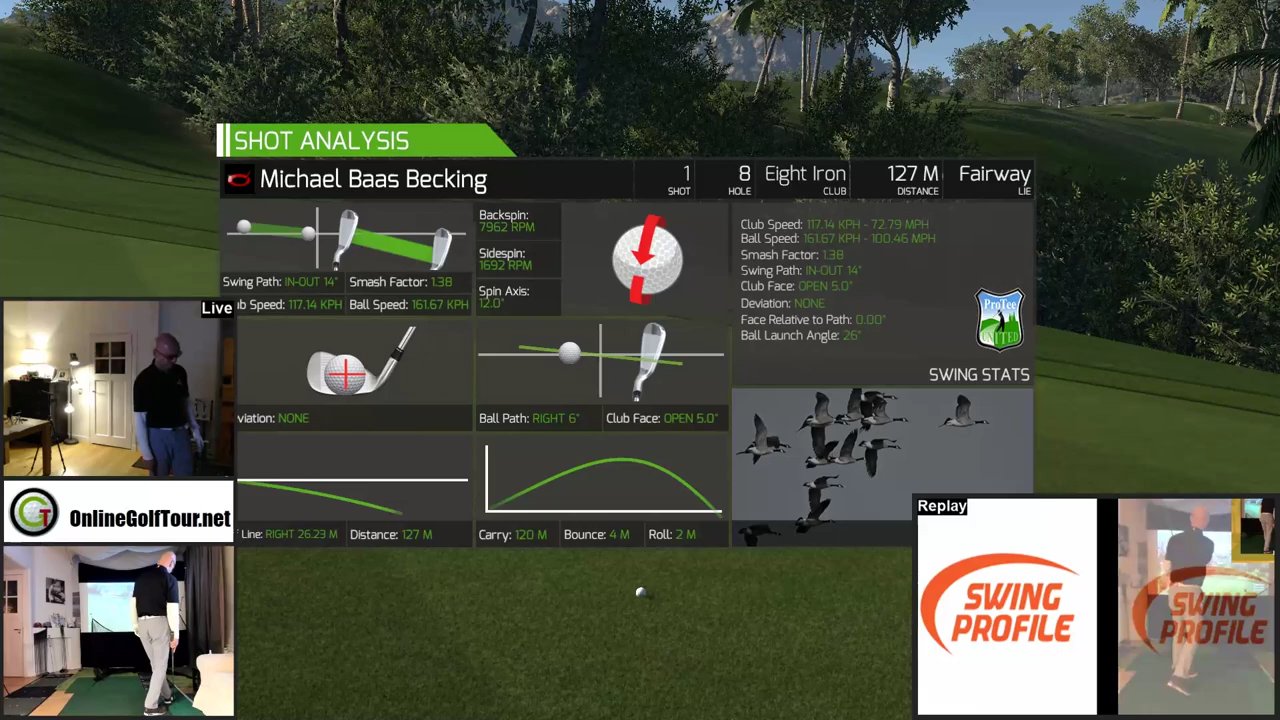 SHOT ANALYSIS
Michael Baas Becking
1
SHOT
8
HOLE
Eight Iron
CLUB
127 M
DISTANCE
Fairway
LIE
Swing Path: IN-OUT 14°
Smash Factor: 1.38
b Speed: 117.14 KPH
Ball Speed: 161.67 KPH
Backspin:
7962 RPM
Sidespin:
1692 RPM
Spin Axis:
12.0°
Club Speed: 117.14 KPH - 72.79 MPH
Ball Speed: 161.67 KPH - 100.46 MPH
Smash Factor: 1.38
Swing Path: IN-OUT 14°
Club Face: OPEN 5.0°
Deviation: NONE
Face Relative to Path: 0.00°
Ball Launch Angle: 26°
ProTee
UNITED
SWING STATS
viation: NONE
Ball Path: RIGHT 6°
Club Face: OPEN 5.0°
Line: RIGHT 26.23 M
Distance: 127 M
Carry: 120 M
Bounce: 4 M
Roll: 2 M
Live
GT
OnlineGolfTour.net
Replay
SWING
PROFILE
SWING
PROFILE